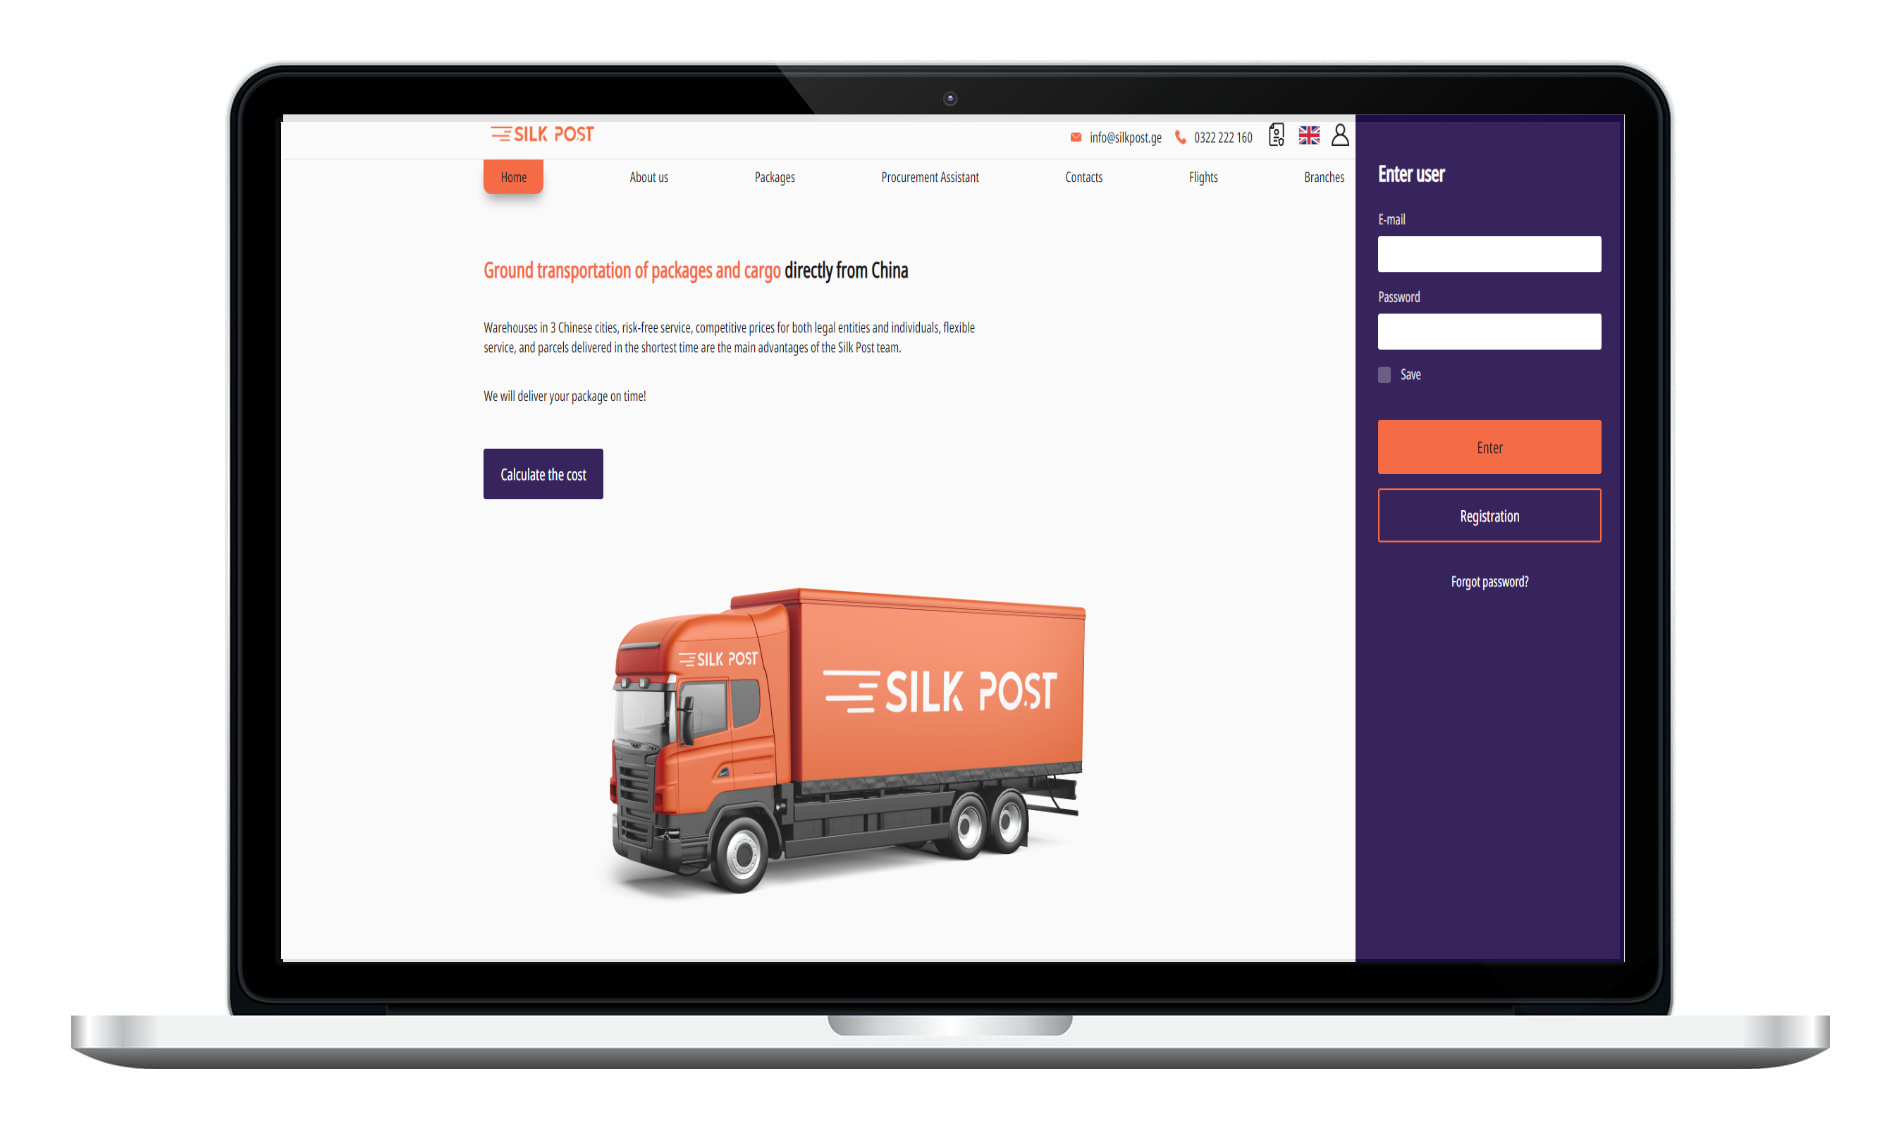 SILK POST
info@silkpost.ge 0322 222 160
Home About us Packages Procurement Assistant Contacts Flights Branches
Ground transportation of packages and cargo directly from China
Warehouses in 3 Chinese cities, risk-free service, competitive prices for both legal entities and individuals, flexible
service, and parcels delivered in the shortest time are the main advantages of the Silk Post team.
We will deliver your package on time!
Calculate the cost
SILK POST
SILK POST
Enter user
E-mail
Password
Save
Enter
Registration
Forgot password?